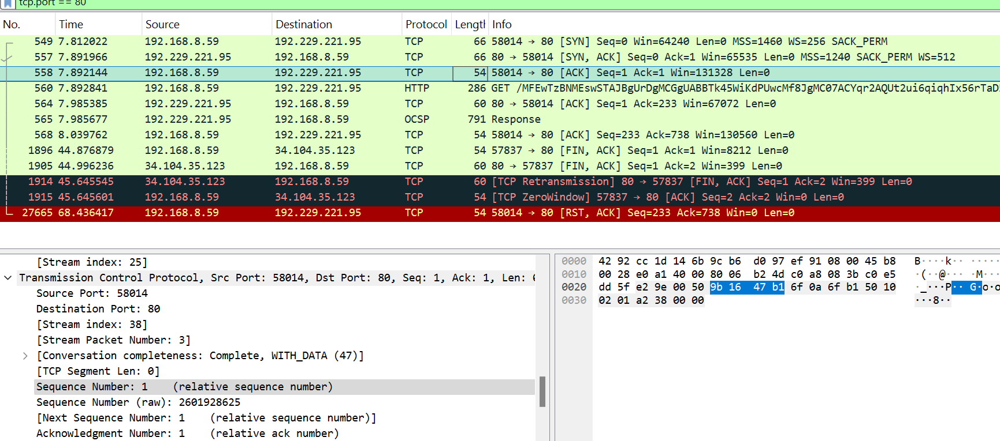 tcp.port == 80
No. Time Source Destination Protocol Length Info
549 7.812022 192.168.8.59 192.229.221.95 TCP 66 58014 → 80 [SYN] Seq=0 Win=64240 Len=0 MSS=1460 WS=256 SACK_PERM
557 7.891966 192.229.221.95 192.168.8.59 TCP 66 80 → 58014 [SYN, ACK] Seq=0 Ack=1 Win=65535 Len=0 MSS=1240 SACK_PERM WS=512
558 7.892144 192.168.8.59 192.229.221.95 TCP 54 58014 → 80 [ACK] Seq=1 Ack=1 Win=131328 Len=0
560 7.892841 192.168.8.59 192.229.221.95 HTTP 286 GET /MFEwTzBNMEswSTAJBgUrDgMCGgUABBTk45WiKdPUwcMf8JgMC07ACYqr2AQUt2ui6qiqhIx56rTaD
564 7.985385 192.229.221.95 192.168.8.59 TCP 60 80 → 58014 [ACK] Seq=1 Ack=233 Win=67072 Len=0
565 7.985677 192.229.221.95 192.168.8.59 OCSP 791 Response
568 8.039762 192.168.8.59 192.229.221.95 TCP 54 58014 → 80 [ACK] Seq=233 Ack=738 Win=130560 Len=0
1896 44.876879 192.168.8.59 34.104.35.123 TCP 54 57837 → 80 [FIN, ACK] Seq=1 Ack=1 Win=8212 Len=0
1905 44.996236 34.104.35.123 192.168.8.59 TCP 60 80 → 57837 [FIN, ACK] Seq=1 Ack=2 Win=399 Len=0
1914 45.645545 34.104.35.123 192.168.8.59 TCP 60 [TCP Retransmission] 80 → 57837 [FIN, ACK] Seq=1 Ack=2 Win=399 Len=0
1915 45.645601 192.168.8.59 34.104.35.123 TCP 54 [TCP ZeroWindow] 57837 → 80 [ACK] Seq=2 Ack=2 Win=0 Len=0
27665 68.436417 192.168.8.59 192.229.221.95 TCP 54 58014 → 80 [RST, ACK] Seq=233 Ack=738 Win=0 Len=0
[Stream index: 25]
Transmission Control Protocol, Src Port: 58014, Dst Port: 80, Seq: 1, Ack: 1, Len: 0
Source Port: 58014
Destination Port: 80
[Stream index: 38]
[Stream Packet Number: 3]
[Conversation completeness: Complete, WITH_DATA (47)]
[TCP Segment Len: 0]
Sequence Number: 1 (relative sequence number)
Sequence Number (raw): 2601928625
[Next Sequence Number: 1 (relative sequence number)]
Acknowledgment Number: 1 (relative ack number)
0000 42 92 cc 1d 14 6b 9c b6 d0 97 ef 91 08 00 45 b8 B····k·· ·····
0010 00 28 e0 a1 40 00 80 06 b2 4d c0 a8 08 3b c0 e5 ·(··@··· ·M···
0020 dd 5f e2 9e 00 50 9b 16 47 b1 6f 0a 6f b1 50 10 ·_···P·· G·o·o
0030 02 01 a2 38 00 00 ···8··